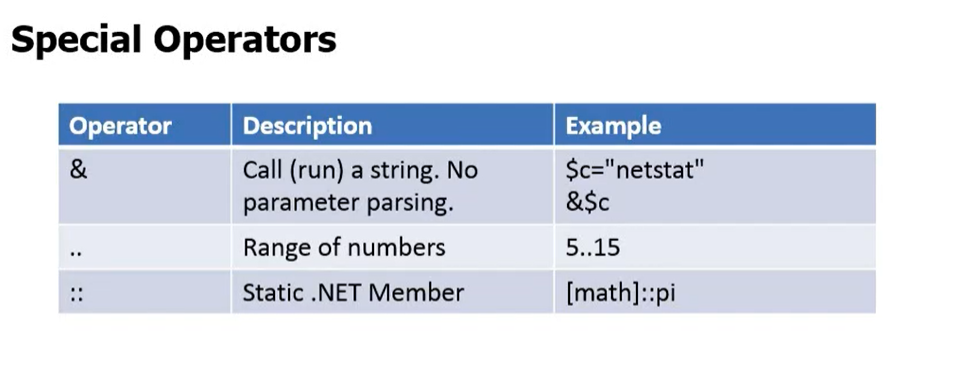 Special Operators
Operator Description Example
& Call (run) a string. No $c="netstat"
parameter parsing. &$c
.. Range of numbers 5..15
:: Static .NET Member [math]::pi